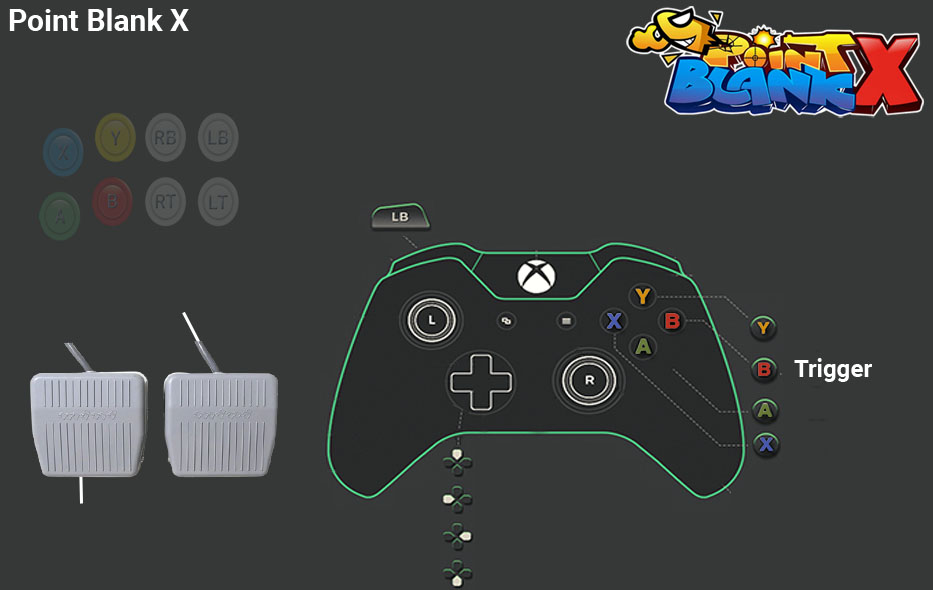 Point Blank X
POINT
BLANK X
X Y RB LB
A B RT LT
LB
L
Y
X B
A
R
Y
B Trigger
A
X